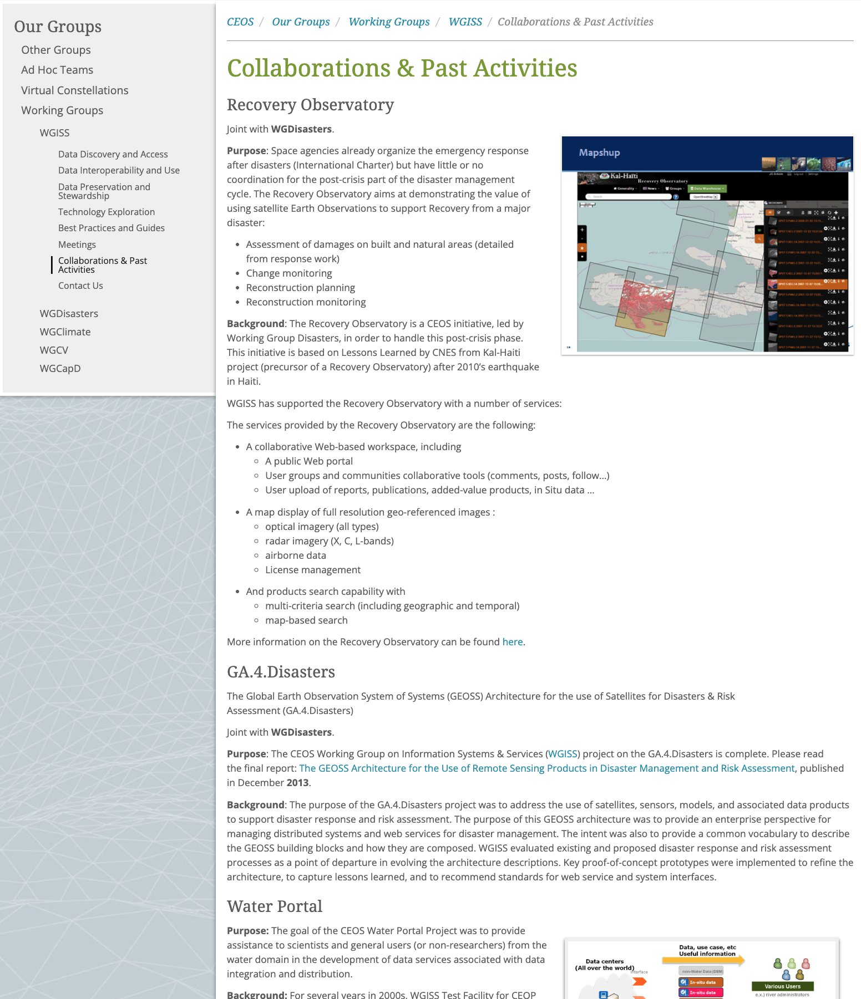 Our Groups
Other Groups
Ad Hoc Teams
Virtual Constellations
Working Groups
WGISS
Data Discovery and Access
Data Interoperability and Use
Data Preservation and
Stewardship
Technology Exploration
Best Practices and Guides
Meetings
Collaborations & Past
Activities
Contact Us
WGDisasters
WGClimate
WGCV
WGCapD
CEOS / Our Groups / Working Groups / WGISS / Collaborations & Past Activities
Collaborations & Past Activities
Recovery Observatory
Joint with WGDisasters.
Purpose: Space agencies already organize the emergency response
after disasters (International Charter) but have little or no
coordination for the post-crisis part of the disaster management
cycle. The Recovery Observatory aims at demonstrating the value of
using satellite Earth Observations to support Recovery from a major
disaster:
• Assessment of damages on built and natural areas (detailed
from response work)
• Change monitoring
• Reconstruction planning
• Reconstruction monitoring
Mapshup
Kal-Haïti
Recovery Observatory
Log out | Settings
Generality News Groups Data Warehouse
Search
OpenStreetMap
Background: The Recovery Observatory is a CEOS initiative, led by
Working Group Disasters, in order to handle this post-crisis phase.
This initiative is based on Lessons Learned by CNES from Kal-Haiti
project (precursor of a Recovery Observatory) after 2010's earthquake
in Haiti.
WGISS has supported the Recovery Observatory with a number of services:
The services provided by the Recovery Observatory are the following:
• A collaborative Web-based workspace, including
◦ A public Web portal
◦ User groups and communities collaborative tools (comments, posts, follow…)
◦ User upload of reports, publications, added-value products, in Situ data …
• A map display of full resolution geo-referenced images :
◦ optical imagery (all types)
◦ radar imagery (X, C, L-bands)
◦ airborne data
◦ License management
• And products search capability with
◦ multi-criteria search (including geographic and temporal)
◦ map-based search
More information on the Recovery Observatory can be found here.
GA.4.Disasters
The Global Earth Observation System of Systems (GEOSS) Architecture for the use of Satellites for Disasters & Risk
Assessment (GA.4.Disasters)
Joint with WGDisasters.
Purpose: The CEOS Working Group on Information Systems & Services (WGISS) project on the GA.4.Disasters is complete. Please read
the final report: The GEOSS Architecture for the Use of Remote Sensing Products in Disaster Management and Risk Assessment, published
in December 2013.
Background: The purpose of the GA.4.Disasters project was to address the use of satellites, sensors, models, and associated data products
to support disaster response and risk assessment. The purpose of this GEOSS architecture was to provide an enterprise perspective for
managing distributed systems and web services for disaster management. The intent was also to provide a common vocabulary to describe
the GEOSS building blocks and how they are composed. WGISS evaluated existing and proposed disaster response and risk assessment
processes as a point of departure in evolving the architecture descriptions. Key proof-of-concept prototypes were implemented to refine the
architecture, to capture lessons learned, and to recommend standards for web service and system interfaces.
Water Portal
Purpose: The goal of the CEOS Water Portal Project was to provide
assistance to scientists and general users (or non-researchers) from the
water domain in the development of data services associated with data
integration and distribution.
Background: For several years in 2000s, WGISS Test Facility for CEOP
Data, use case, etc
Useful information
Data centers
(All over the world)
interface
non-Water Data (DEM)
In-situ data
In-situ data
Various Users
e.x.) river administrators